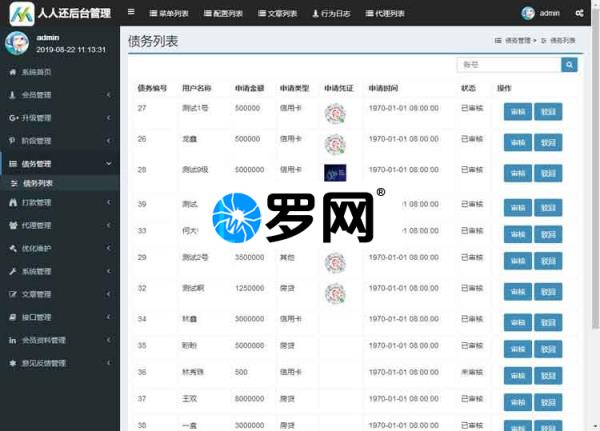 人人还后台管理
菜单列表 配置列表 文章列表 行为日志 代理列表 admin
admin
2019-08-22 11:13:31
系统首页
会员管理
升级管理
阶段管理
债务管理
债务列表
打款管理
代理管理
优化维护
系统管理
文章管理
接口管理
会员资料管理
意见反馈管理
债务列表
债务管理 > 债务列表
账号
债务编号 用户名称 申请金额 申请类型 申请凭证 申请时间 状态 操作
27 测试1号 500000 信用卡 1970-01-01 08:00:00 已审核 审核 驳回
26 龙鑫 500000 信用卡 1970-01-01 08:00:00 已审核 审核 驳回
28 测试9级 5000000 信用卡 1970-01-01 08:00:00 已审核 审核 驳回
39 测试 1970-01-01 08:00:00 已审核 审核 驳回
33 何大 1-01 08:00:00 已审核 审核 驳回
罗网®
29 测试2号 3500000 其他 1970-01-01 08:00:00 已审核 审核 驳回
32 测试啊 1250000 房贷 1970-01-01 08:00:00 已审核 审核 驳回
34 林鑫 3000000 信用卡 1970-01-01 08:00:00 已审核 审核 驳回
35 盼盼 5000000 房贷 1970-01-01 08:00:00 已审核 审核 驳回
36 林秀珠 500 信用卡 1970-01-01 08:00:00 未审核 审核 驳回
37 王双 8000000 房贷 1970-01-01 08:00:00 已审核 审核 驳回
38 一盒 3000000 房贷 1970-01-01 08:00:00 已审核 审核 驳回